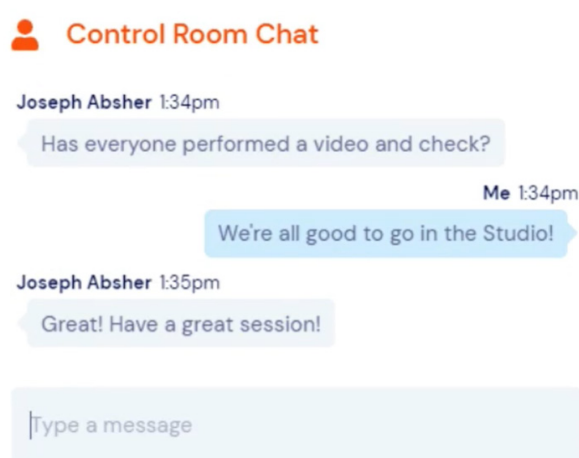 Control Room Chat
Joseph Absher 1:34pm
Has everyone performed a video and check?
Me 1:34pm
We're all good to go in the Studio!
Joseph Absher 1:35pm
Great! Have a great session!
Type a message